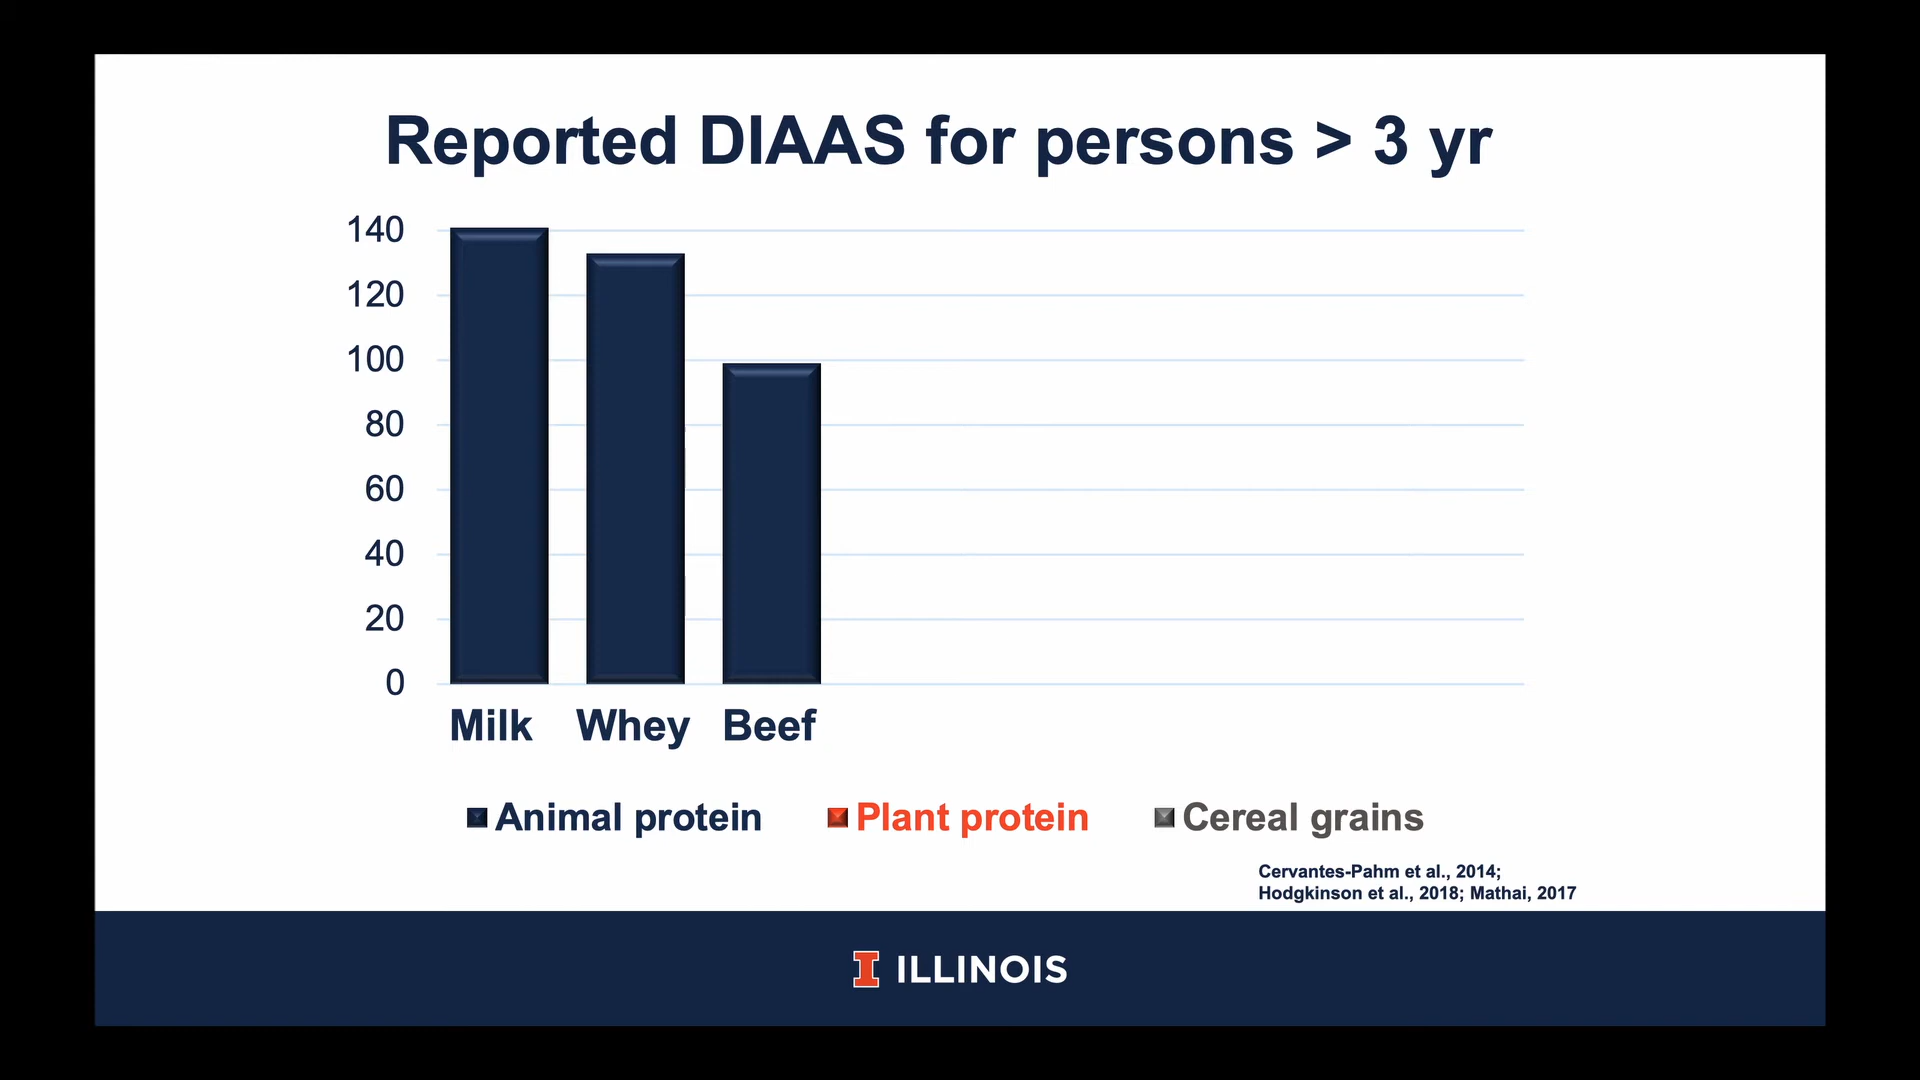 Reported DIAAS for persons > 3 yr
140
120
100
80
60
40
20
0
Milk Whey Beef
Animal protein Plant protein Cereal grains
Cervantes-Pahm et al., 2014;
Hodgkinson et al., 2018; Mathai, 2017
I ILLINOIS